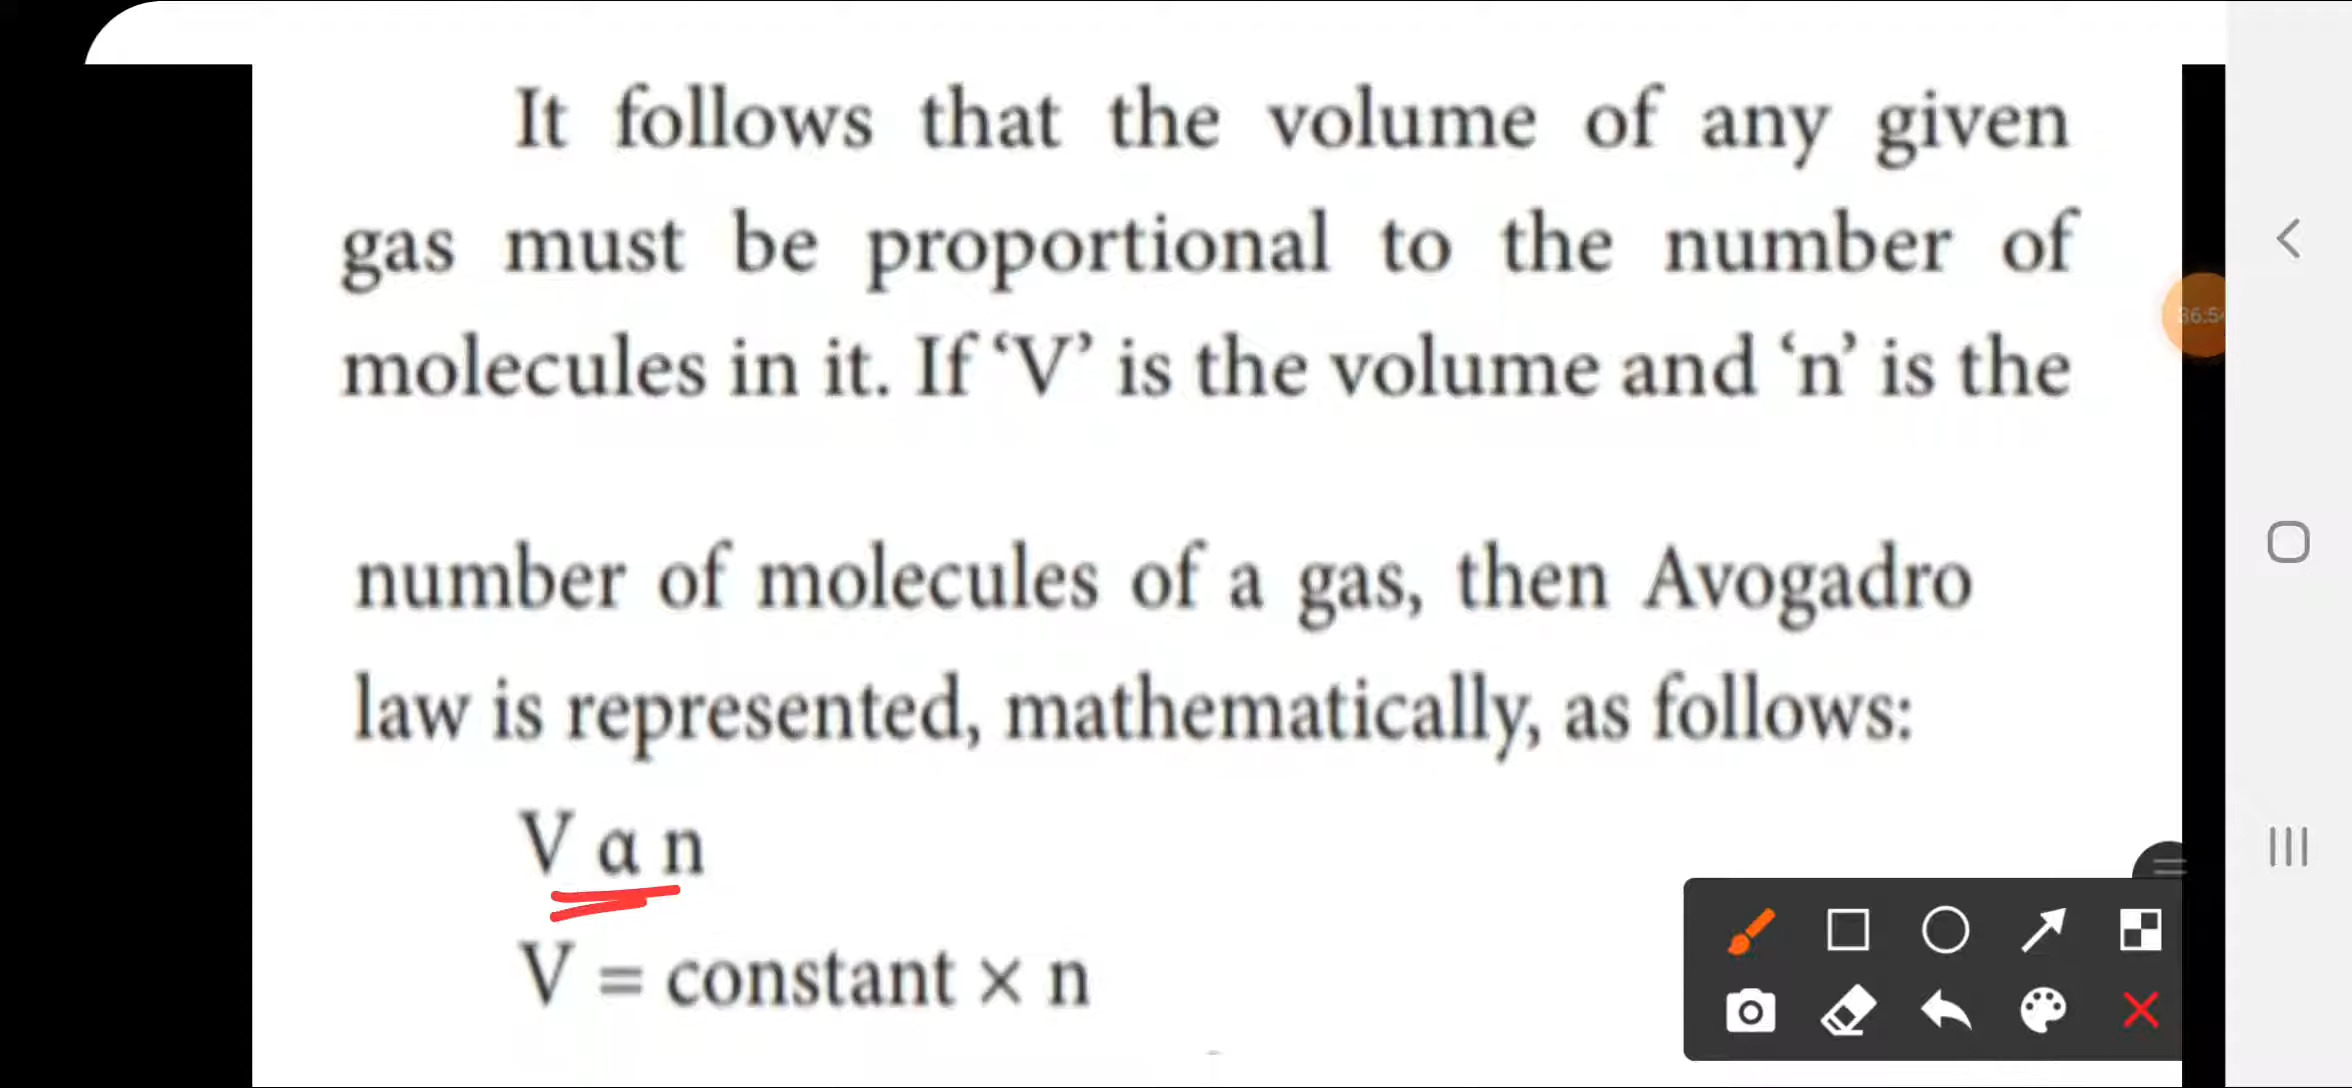 It follows that the volume of any given
gas must be proportional to the number of
molecules in it. If ‘V’ is the volume and ‘n’ is the
number of molecules of a gas, then Avogadro
law is represented, mathematically, as follows:
V α n
V = constant × n